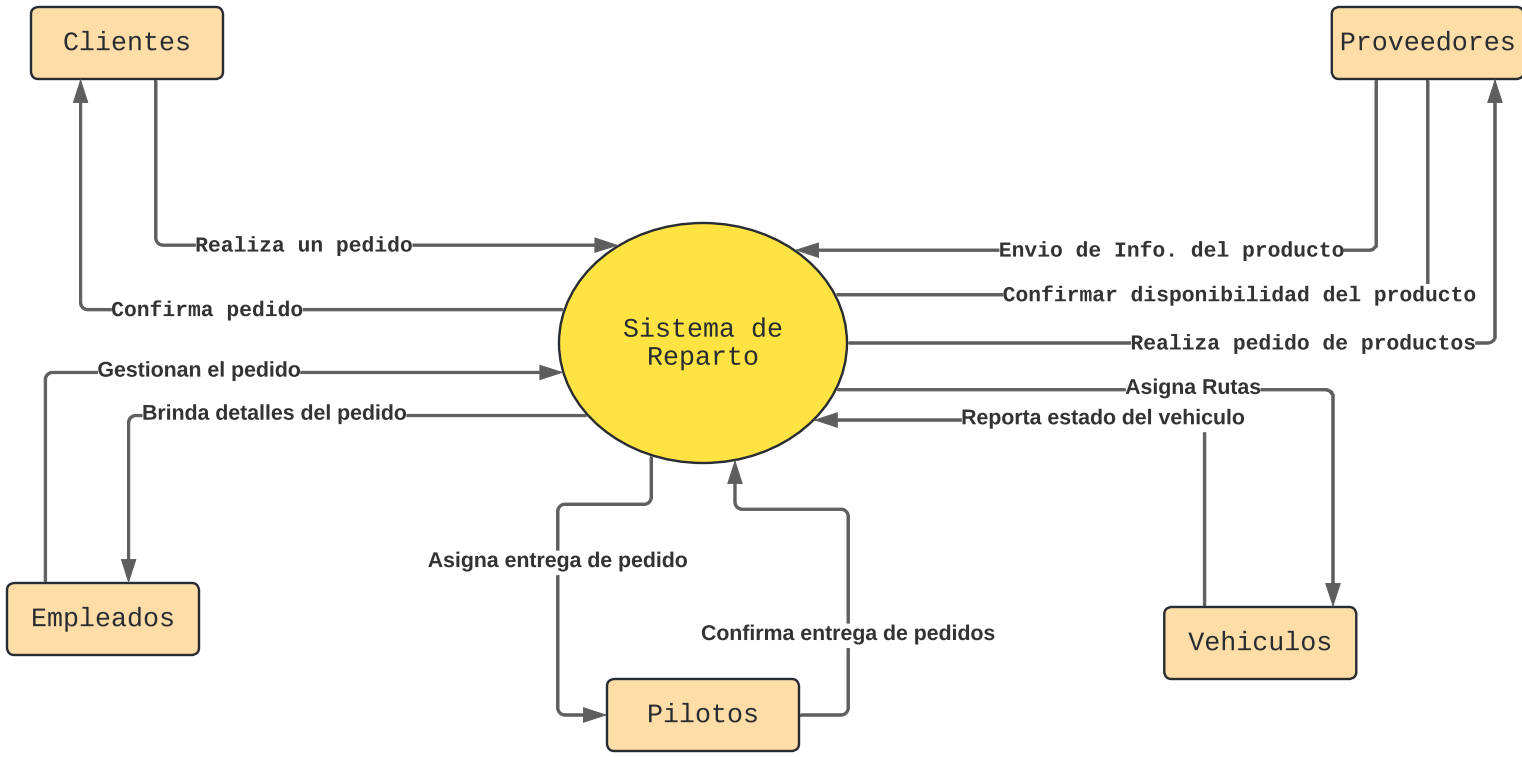 Clientes
Proveedores
Realiza un pedido
Envio de Info. del producto
Confirmar disponibilidad del producto
Confirma pedido
Sistema de
Reparto
Realiza pedido de productos
Gestionan el pedido
Asigna Rutas
Brinda detalles del pedido
Reporta estado del vehiculo
Asigna entrega de pedido
Empleados
Confirma entrega de pedidos
Vehiculos
Pilotos